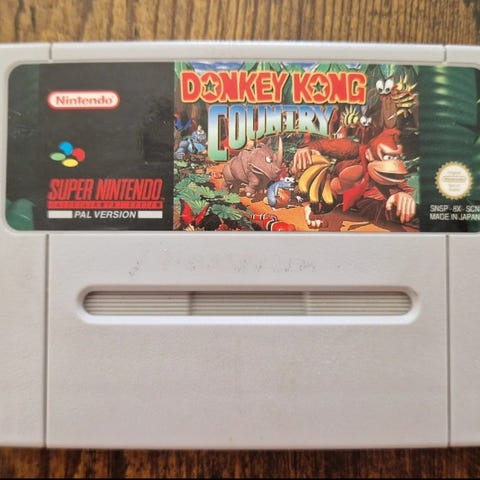 Nintendo
DONKEY KONG
COUNTRY
SUPER NINTENDO
PAL VERSION
SNSP - 8X - SCN
MADE IN JAPAN